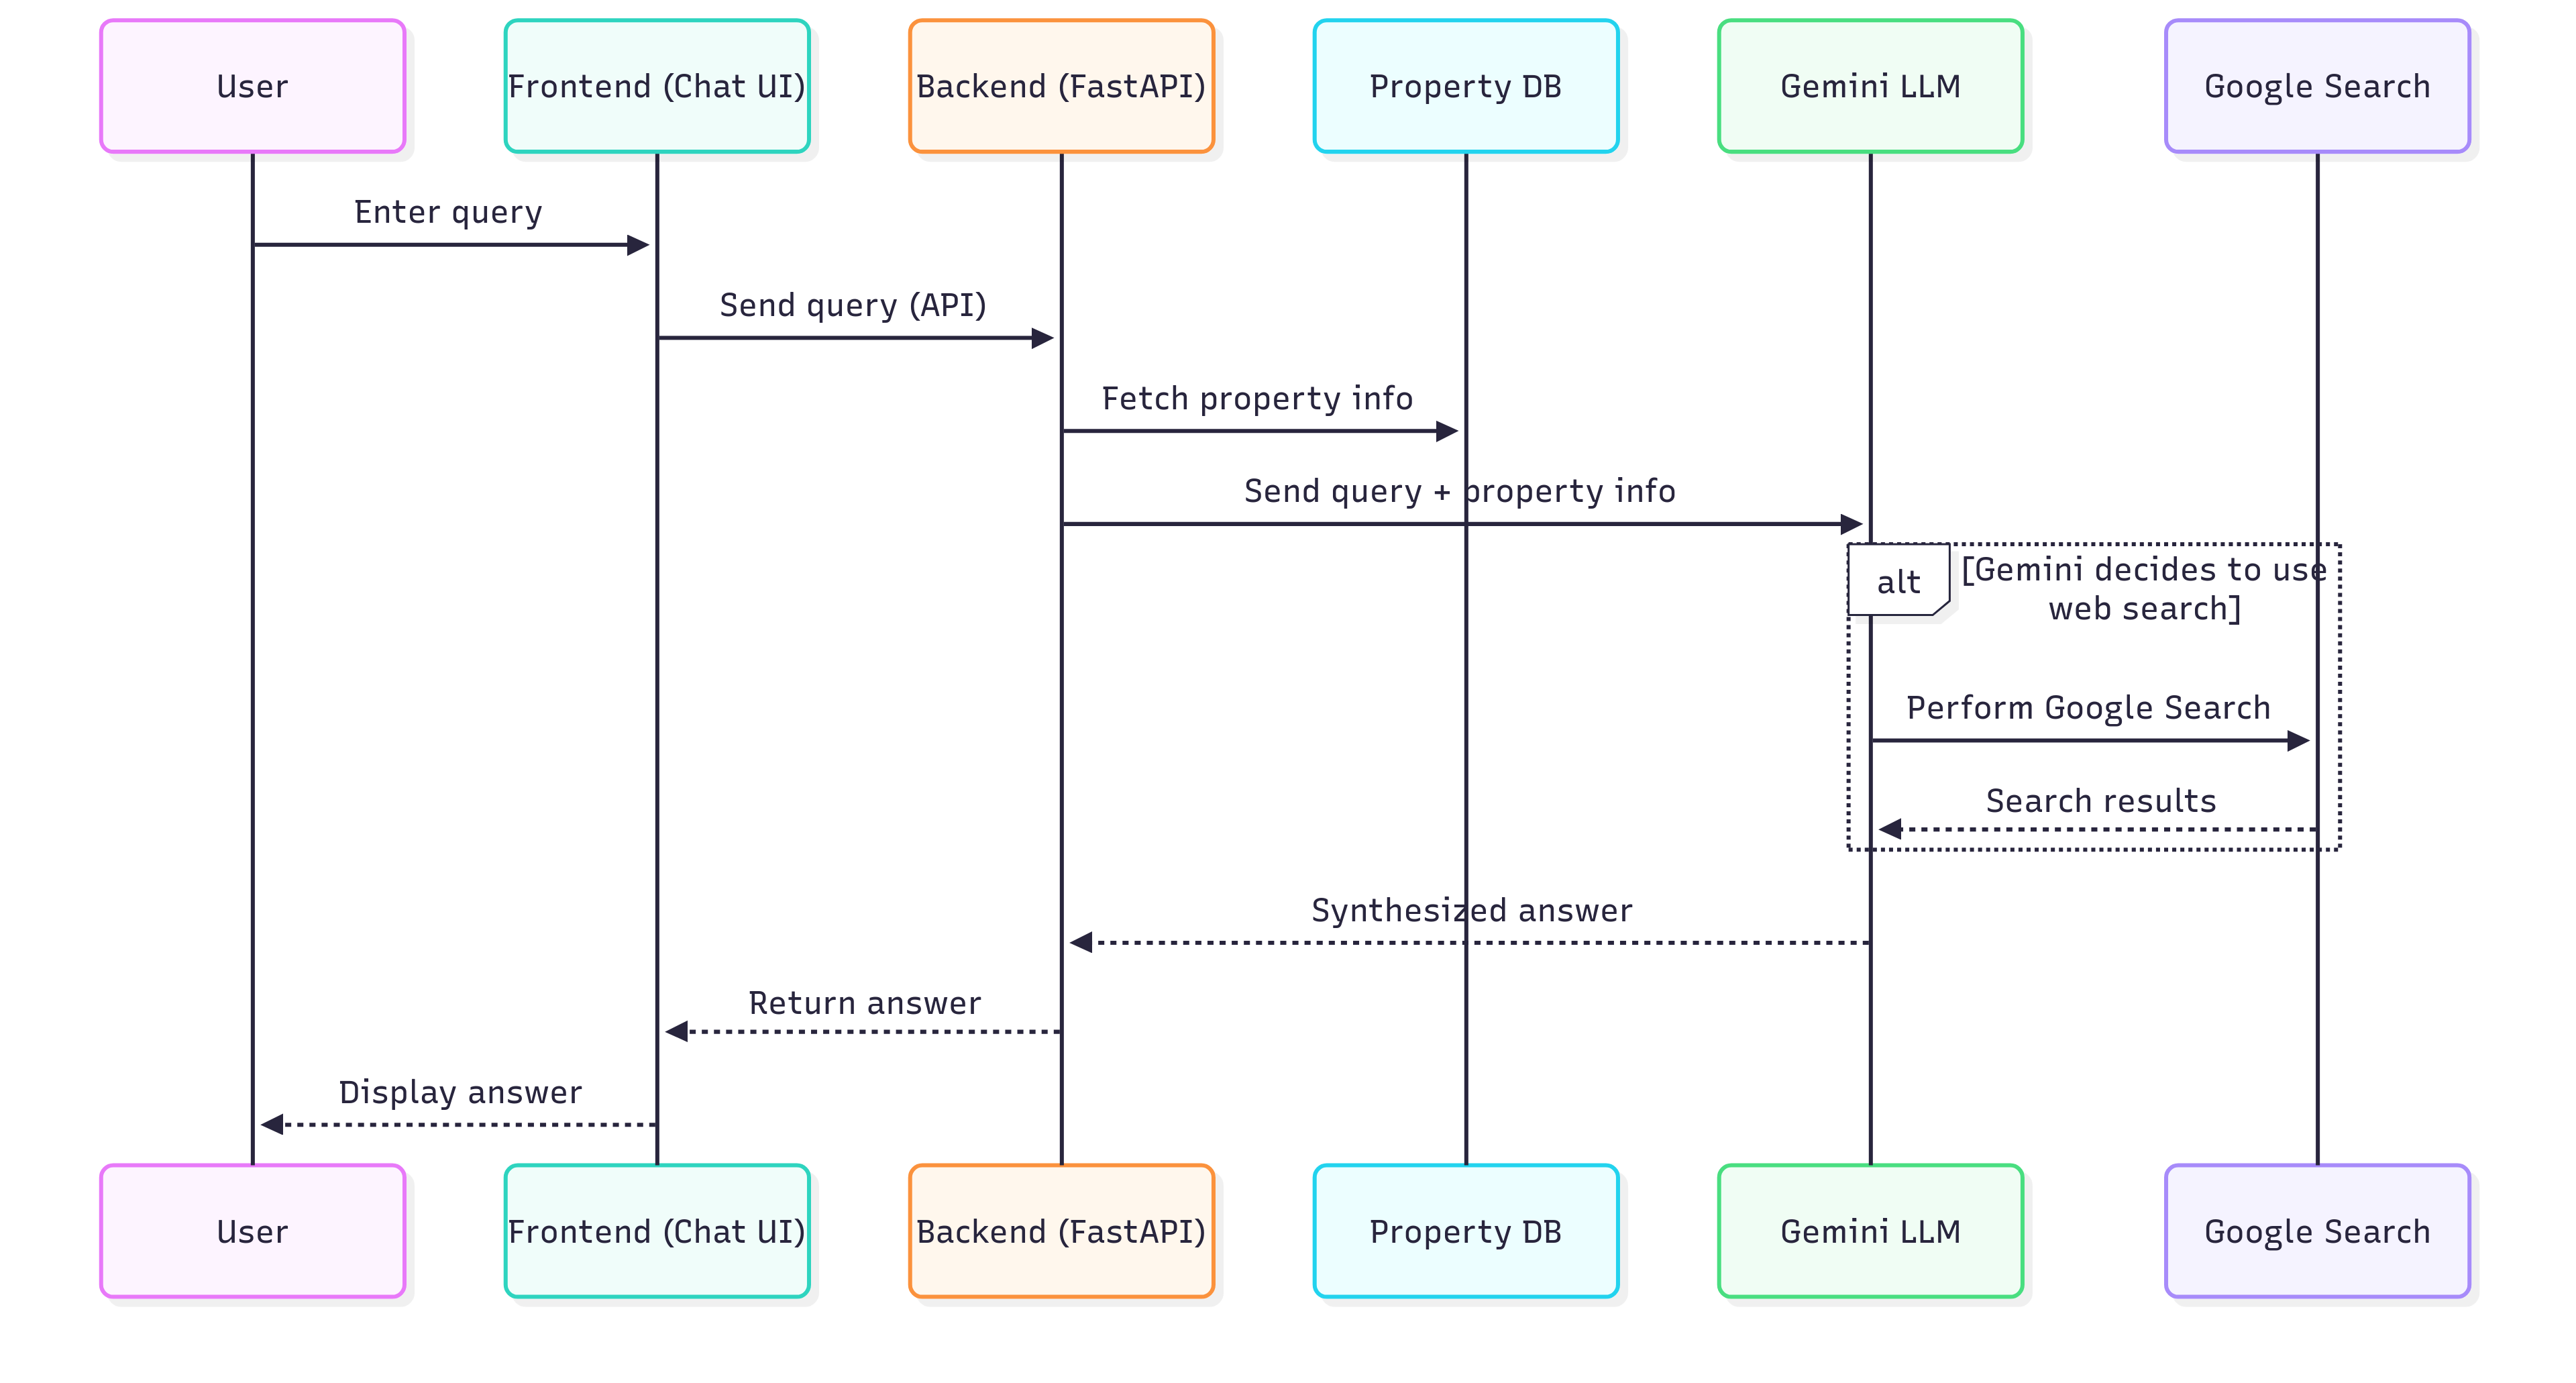 User
Frontend (Chat UI)
Backend (FastAPI)
Property DB
Gemini LLM
Google Search
Enter query
Send query (API)
Fetch property info
Send query + property info
alt
[Gemini decides to use
web search]
Perform Google Search
Search results
Synthesized answer
Return answer
Display answer
User
Frontend (Chat UI)
Backend (FastAPI)
Property DB
Gemini LLM
Google Search